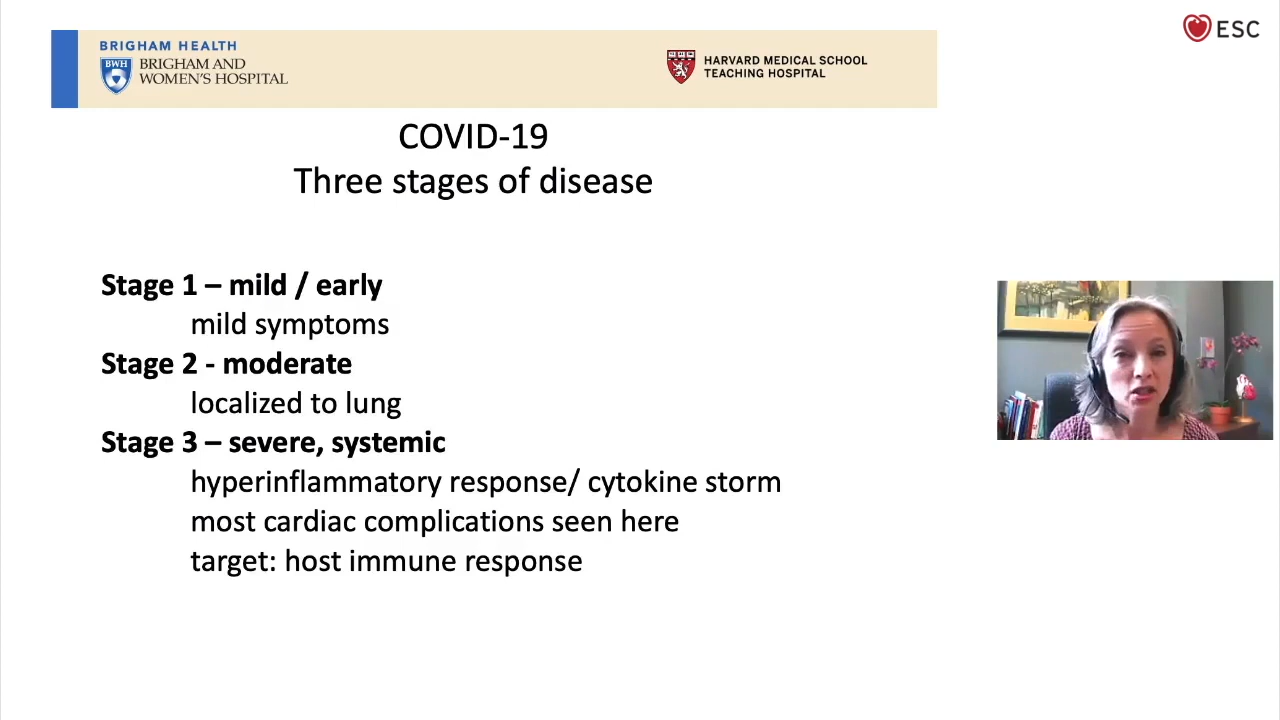 ESC
BRIGHAM HEALTH
BWH
BRIGHAM AND
WOMEN'S HOSPITAL
HARVARD MEDICAL SCHOOL
TEACHING HOSPITAL
COVID-19
Three stages of disease
Stage 1 – mild / early
mild symptoms
Stage 2 - moderate
localized to lung
Stage 3 – severe, systemic
hyperinflammatory response/ cytokine storm
most cardiac complications seen here
target: host immune response